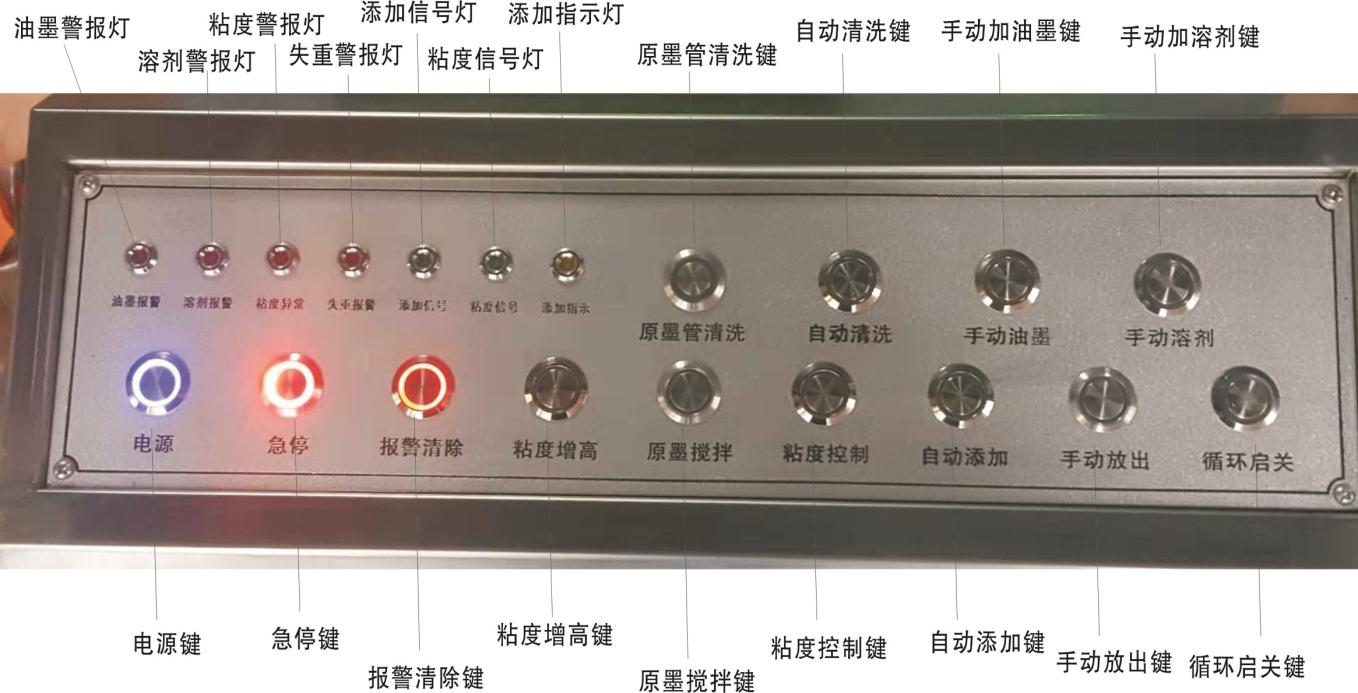 油墨警报灯
粘度警报灯
添加信号灯
添加指示灯
溶剂警报灯
失重警报灯
粘度信号灯
原墨管清洗键
自动清洗键
手动加油墨键
手动加溶剂键
油墨报警
溶剂报警
粘度异常
失重报警
添加信号
粘度信号
添加指示
原墨管清洗
自动清洗
手动油墨
手动溶剂
电源
急停
报警清除
粘度增高
原墨搅拌
粘度控制
自动添加
手动放出
循环启关
电源键
急停键
报警清除键
粘度增高键
原墨搅拌键
粘度控制键
自动添加键
手动放出键
循环启关键